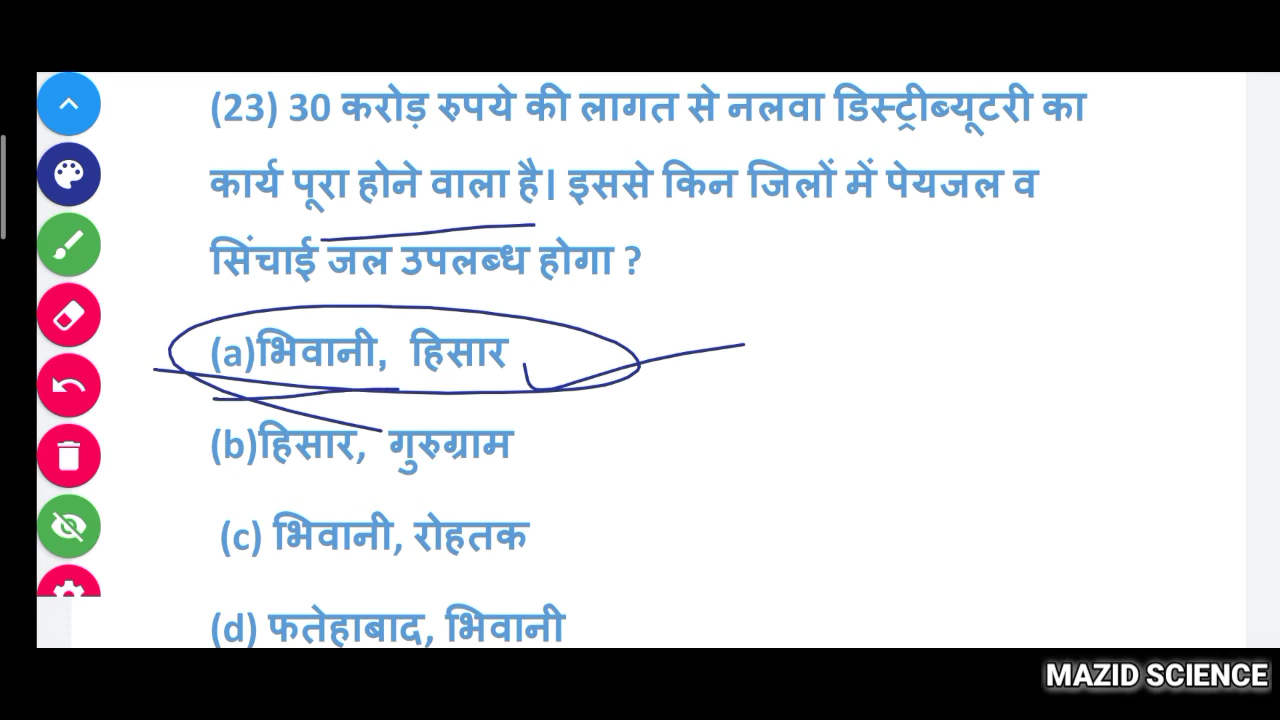 (23) 30 करोड़ रुपये की लागत से नलवा डिस्ट्रीब्यूटरी का
कार्य पूरा होने वाला है। इससे किन जिलों में पेयजल व
सिंचाई जल उपलब्ध होगा ?
(a)भिवानी, हिसार
(b)हिसार, गुरुग्राम
(c) भिवानी, रोहतक
(d) फतेहाबाद, भिवानी
MAZID SCIENCE